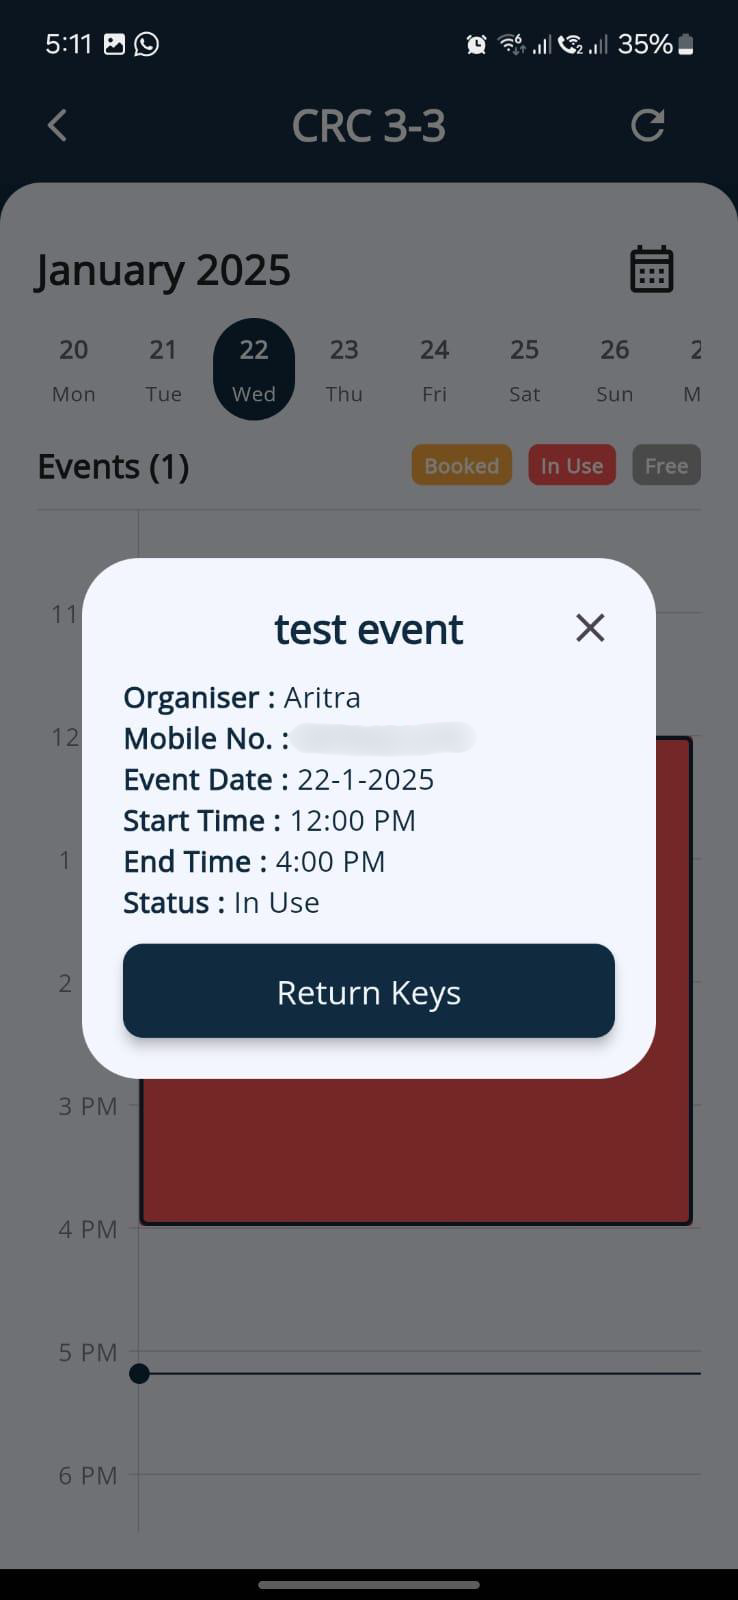 5:11 35%
CRC 3-3
January 2025
20 21 22 23 24 25 26 2
Mon Tue Wed Thu Fri Sat Sun M
Events (1) Booked In Use Free
11
test event
Organiser : Aritra
12
Mobile No. :
Event Date : 22-1-2025
Start Time : 12:00 PM
1
End Time : 4:00 PM
Status : In Use
2
Return Keys
3 PM
4 PM
5 PM
6 PM